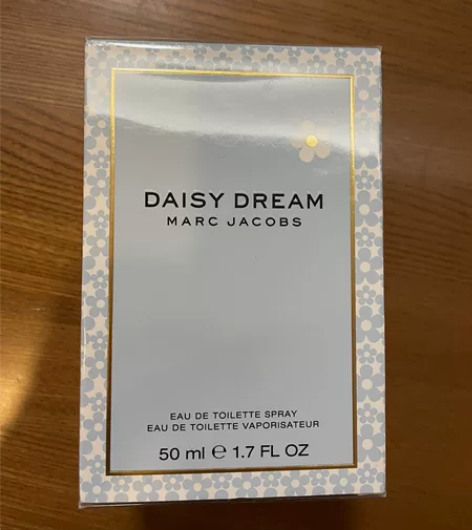 DAISY DREAM
MARC JACOBS
EAU DE TOILETTE SPRAY
EAU DE TOILETTE VAPORISATEUR
50 ml ℮ 1.7 FL OZ